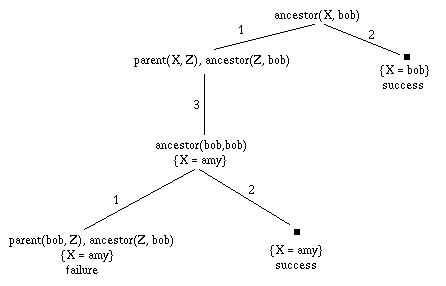 ancestor(X, bob)
1
2
parent(X, Z), ancestor(Z, bob)
{X = bob}
success
3
ancestor(bob,bob)
{X = amy}
1
2
parent(bob, Z), ancestor(Z, bob)
{X = amy}
failure
{X = amy}
success